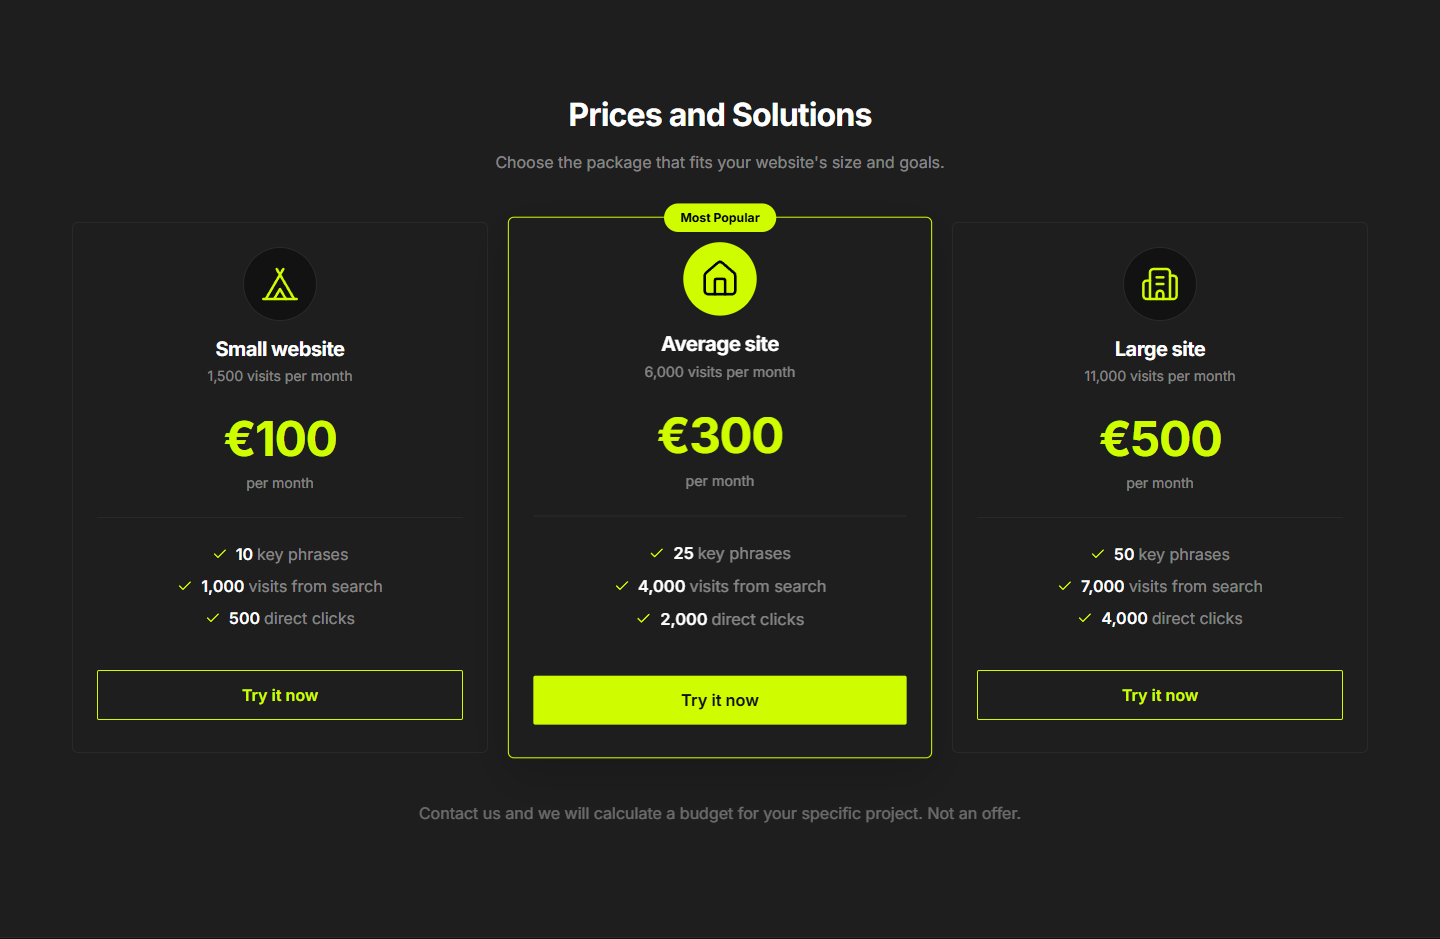 Prices and Solutions
Choose the package that fits your website's size and goals.
Small website
1,500 visits per month
€100
per month
10 key phrases
1,000 visits from search
500 direct clicks
Try it now
Most Popular
Average site
6,000 visits per month
€300
per month
25 key phrases
4,000 visits from search
2,000 direct clicks
Try it now
Large site
11,000 visits per month
€500
per month
50 key phrases
7,000 visits from search
4,000 direct clicks
Try it now
Contact us and we will calculate a budget for your specific project. Not an offer.